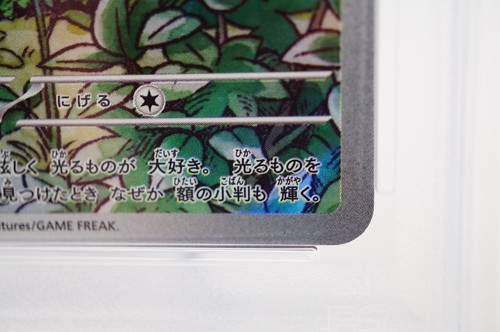 にげる
眩しく 光るものが 大好き。 光るものを
見つけたとき なぜか 額の小判も 輝く。
tures/GAME FREAK.